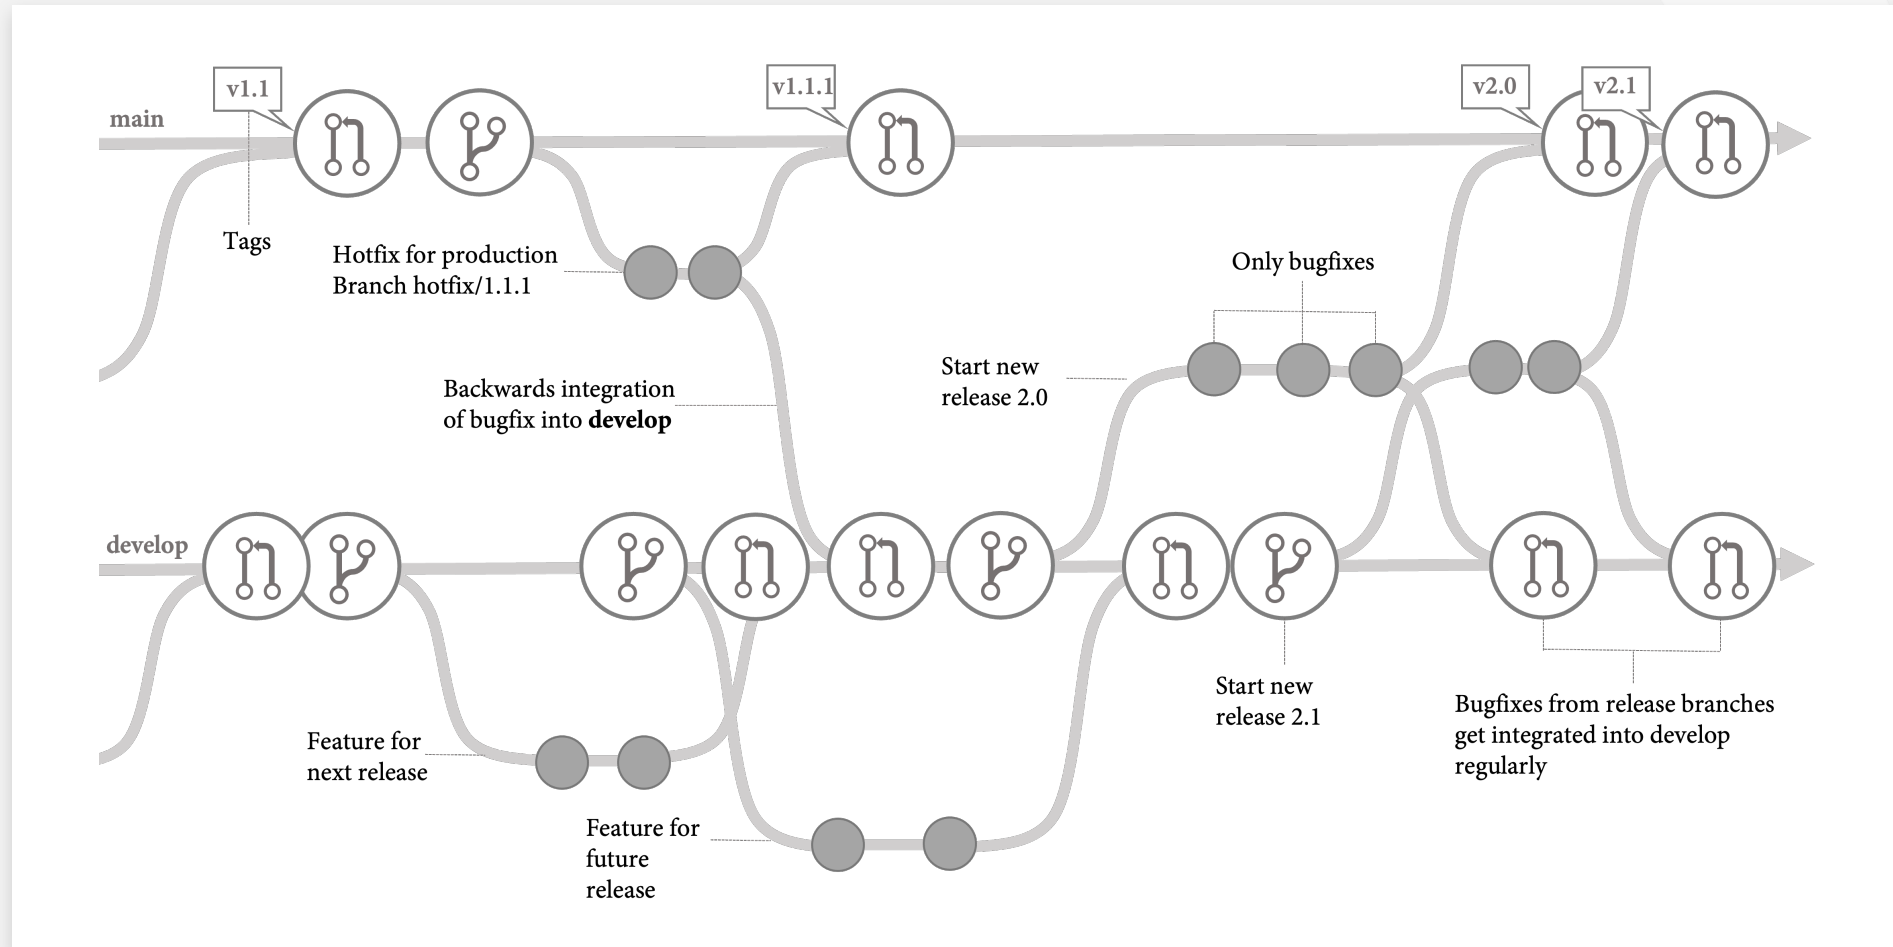 v1.1
v1.1.1
v2.0
v2.1
main
Tags
Hotfix for production
Branch hotfix/1.1.1
Only bugfixes
Start new
release 2.0
Backwards integration
of bugfix into develop
develop
Start new
release 2.1
Bugfixes from release branches
get integrated into develop
regularly
Feature for
next release
Feature for
future
release